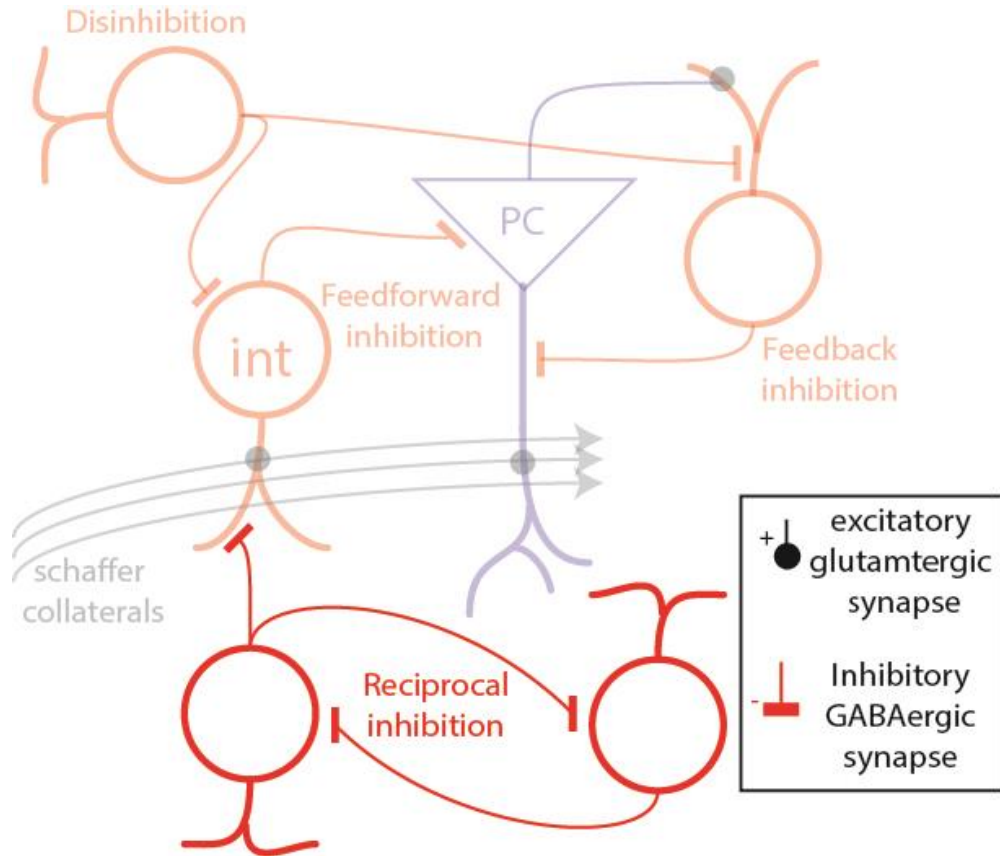 Disinhibition
PC
Feedforward
inhibition
int
Feedback
inhibition
schaffer
collaterals
Reciprocal
inhibition
+
excitatory
glutamtergic
synapse
-
Inhibitory
GABAergic
synapse